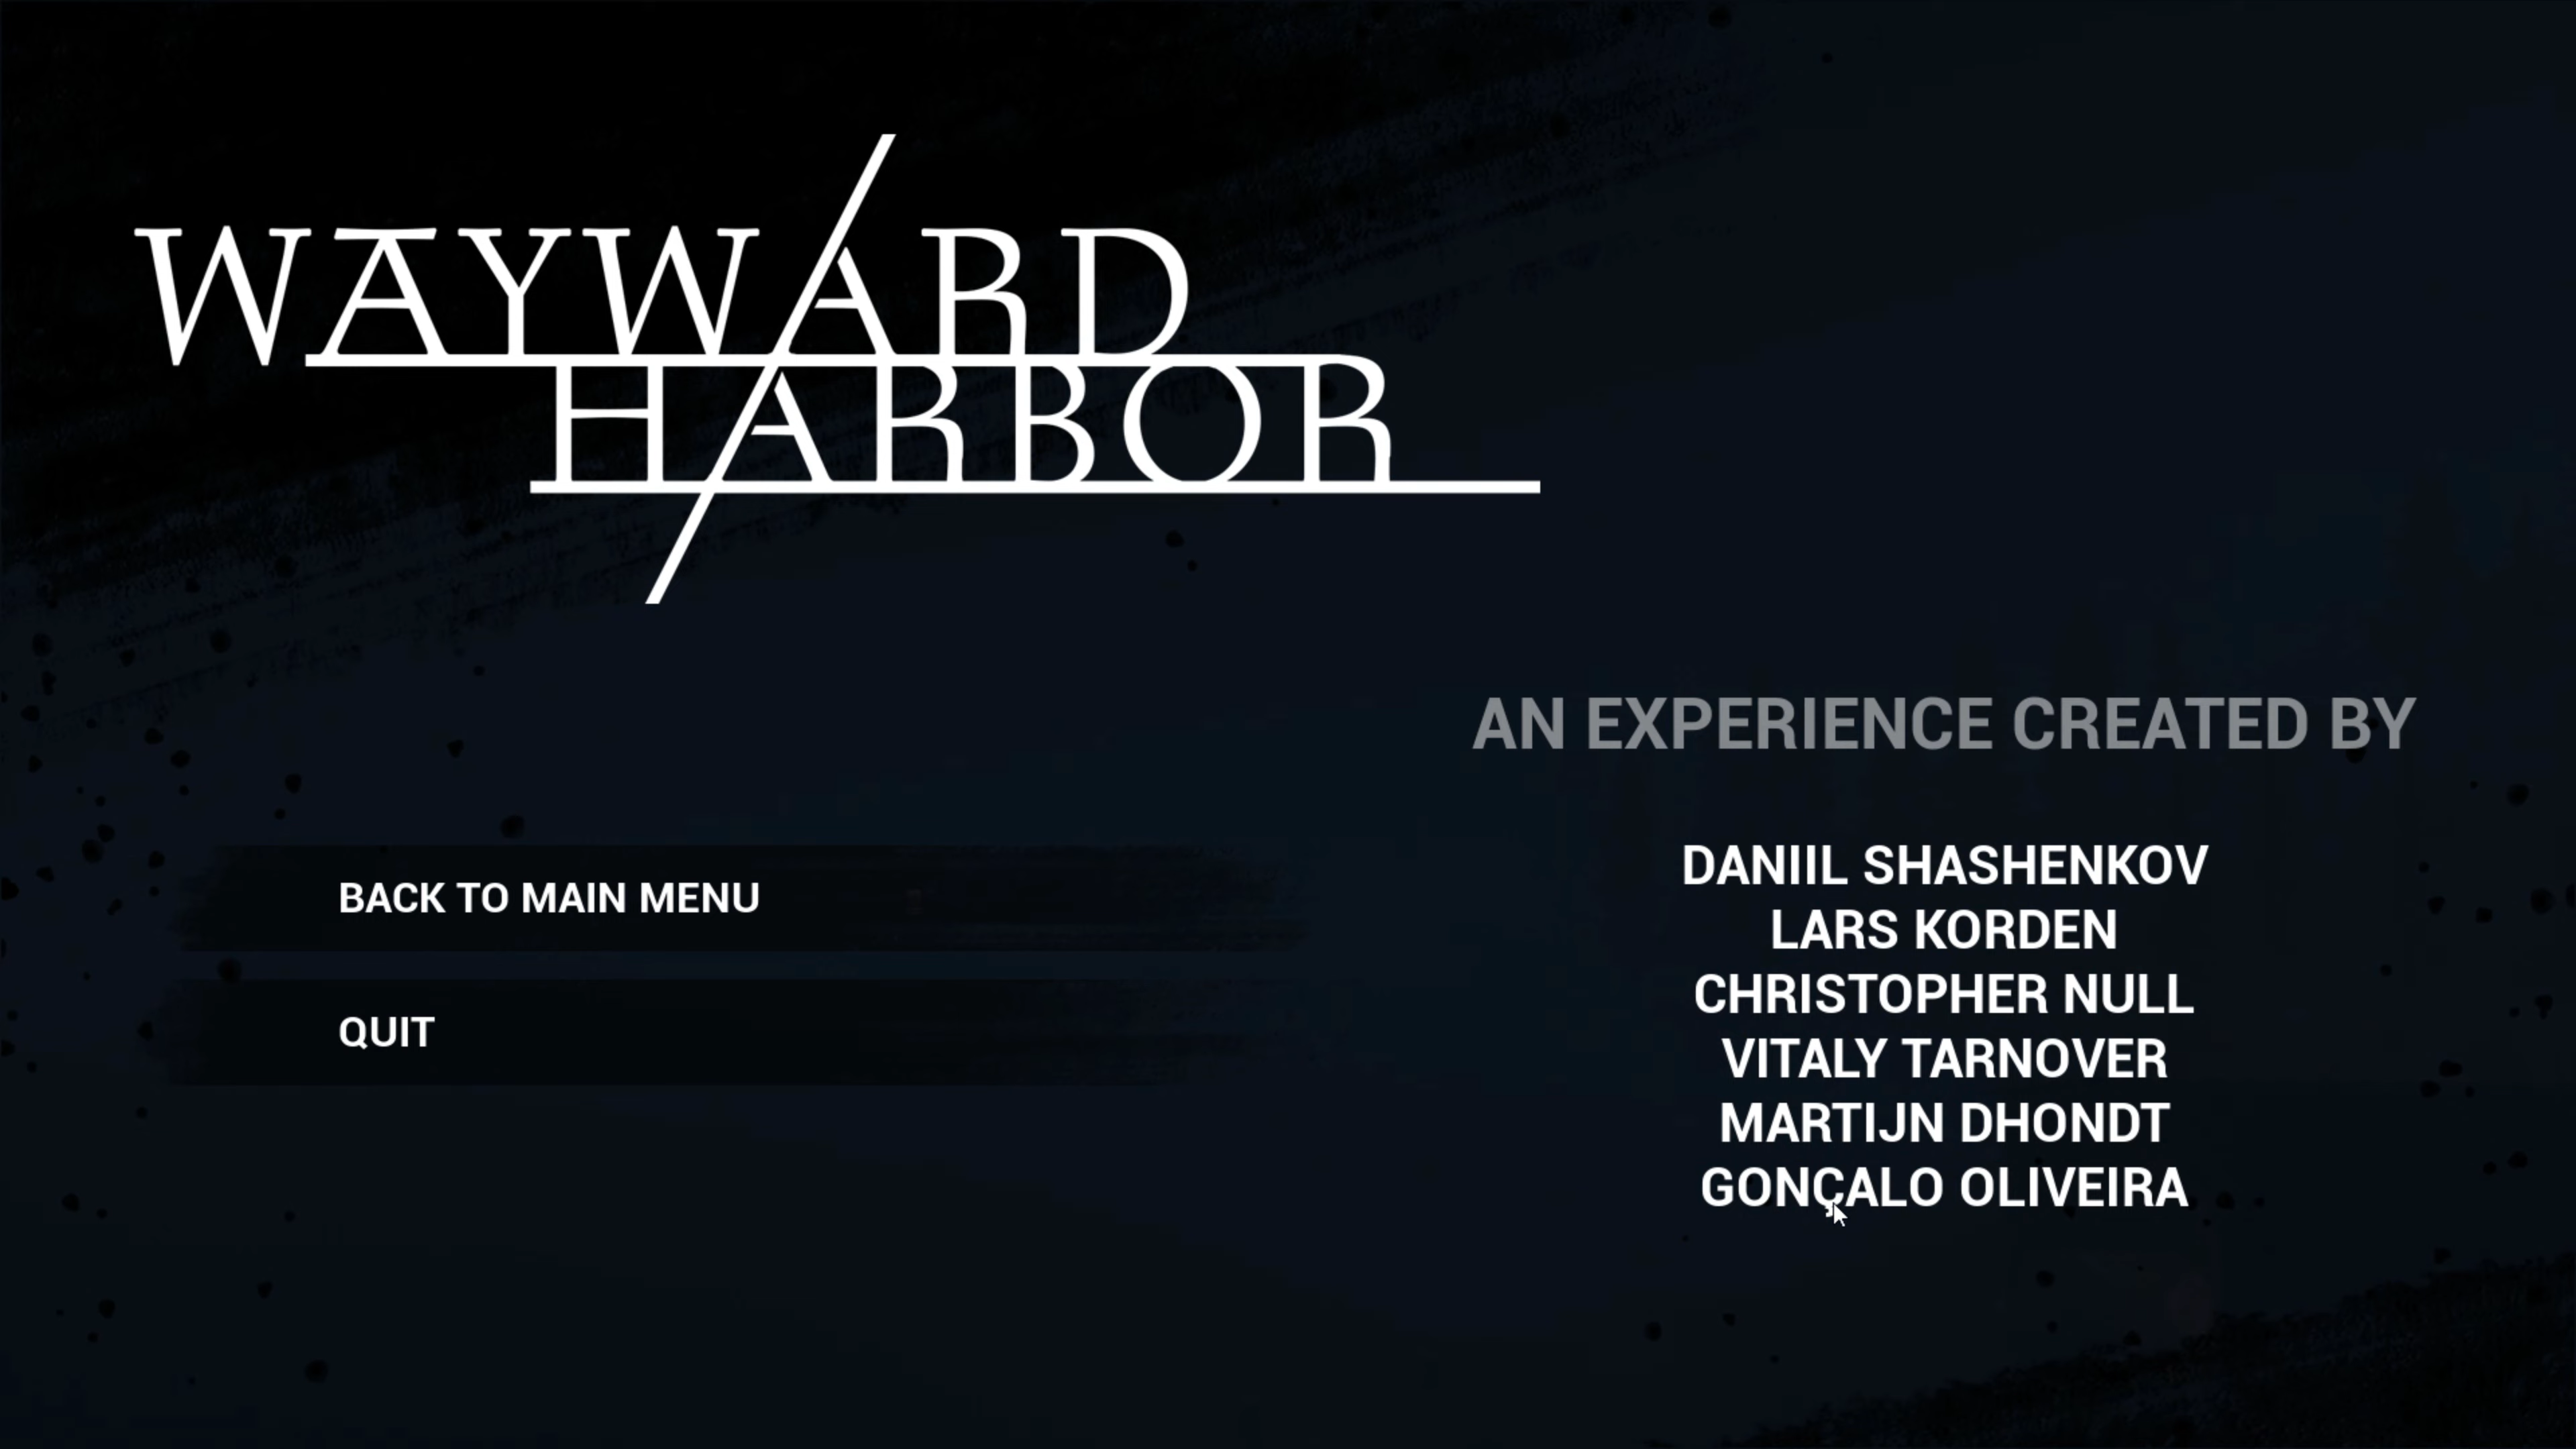 WAYWARD
HARBOR
AN EXPERIENCE CREATED BY
BACK TO MAIN MENU
QUIT
DANIIL SHASHENKOV
LARS KORDEN
CHRISTOPHER NULL
VITALY TARNOVER
MARTIJN DHONDT
GONÇALO OLIVEIRA